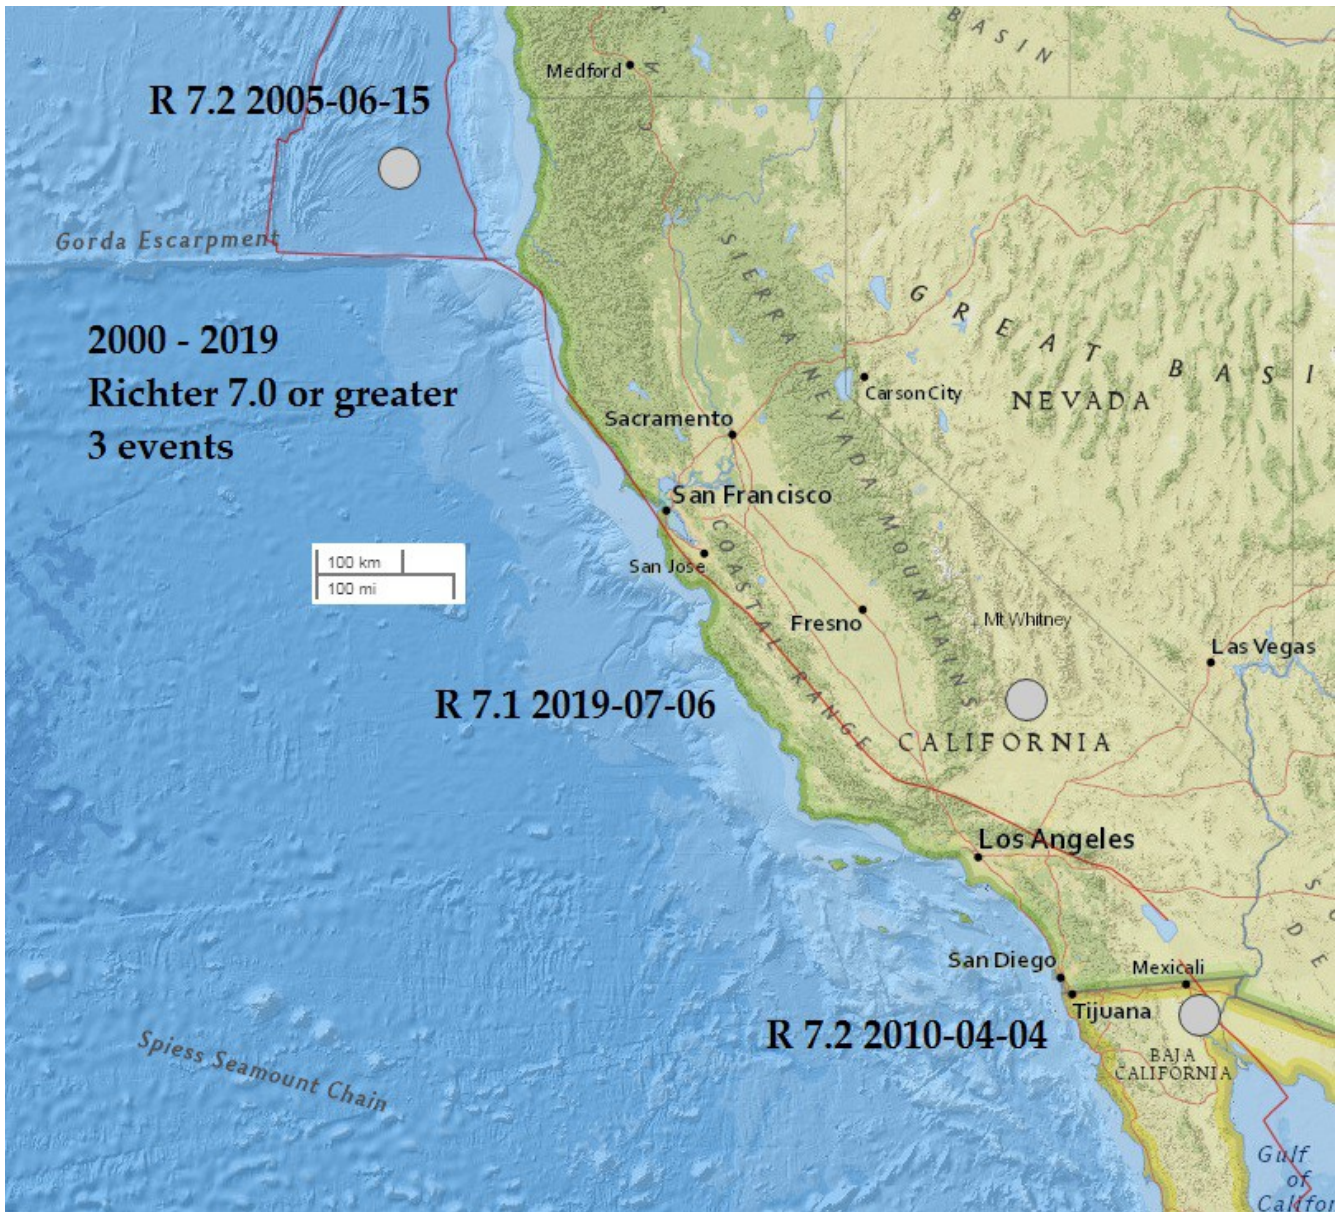 BASIN
Medford
R 7.2 2005-06-15
Gorda Escarpment
SIERRA NEVADA MOUNTAINS
GREAT BASI
2000 - 2019
Richter 7.0 or greater
3 events
Carson City
NEVADA
Sacramento
San Francisco
COASTAL RANGE
100 km
100 mi
San Jose
Fresno
Mt Whitney
Las Vegas
R 7.1 2019-07-06
CALIFORNIA
Los Angeles
San Diego
Mexicali
Tijuana
R 7.2 2010-04-04
BAJA
CALIFORNIA
Spiess Seamount Chain
Gulf
of
Califor